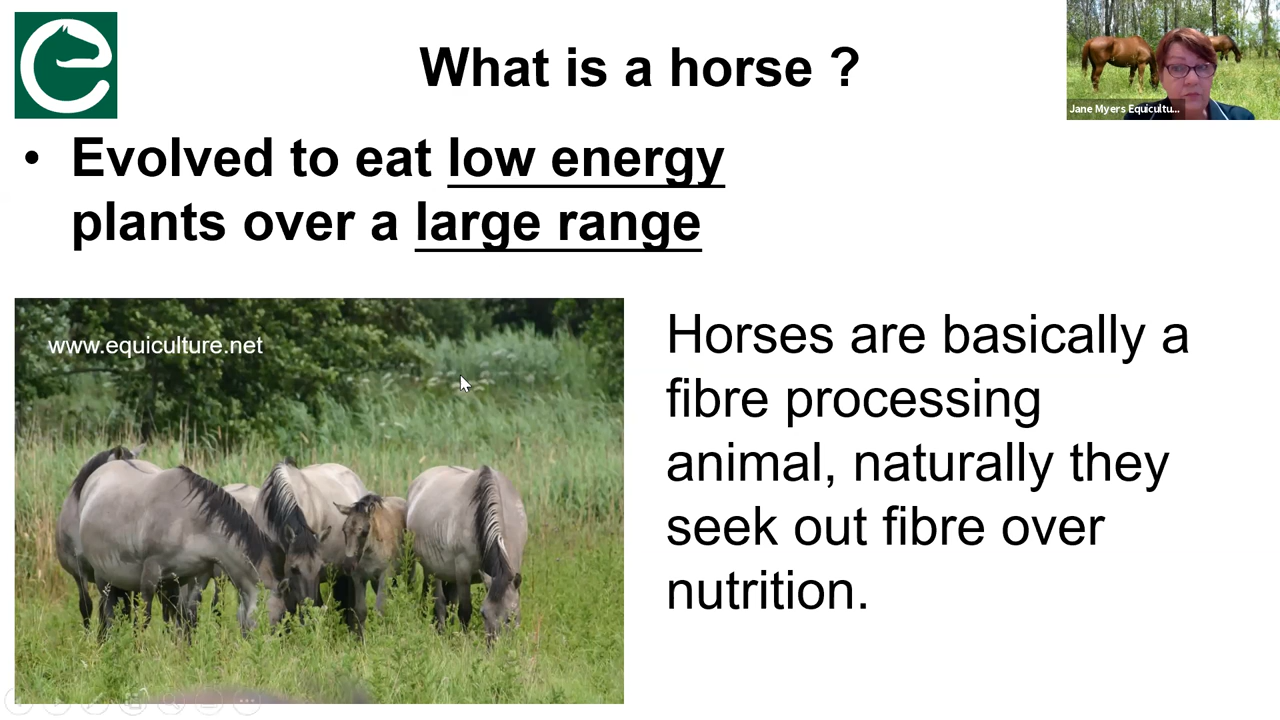 What is a horse ?
Jane Myers Equicultu...
• Evolved to eat low energy
plants over a large range
www.equiculture.net
Horses are basically a
fibre processing
animal, naturally they
seek out fibre over
nutrition.